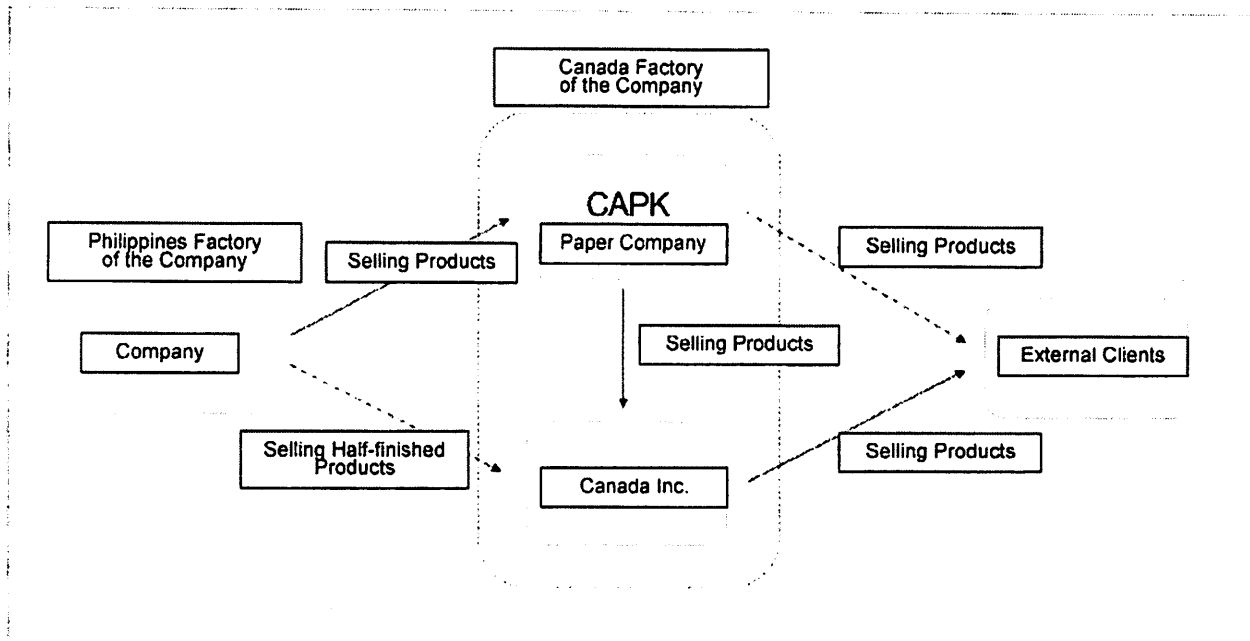 Canada Factory
of the Company
CAPK
Paper Company
Philippines Factory
of the Company
Selling Products
Selling Products
Company
Selling Products
External Clients
Selling Half-finished
Products
Canada Inc.
Selling Products